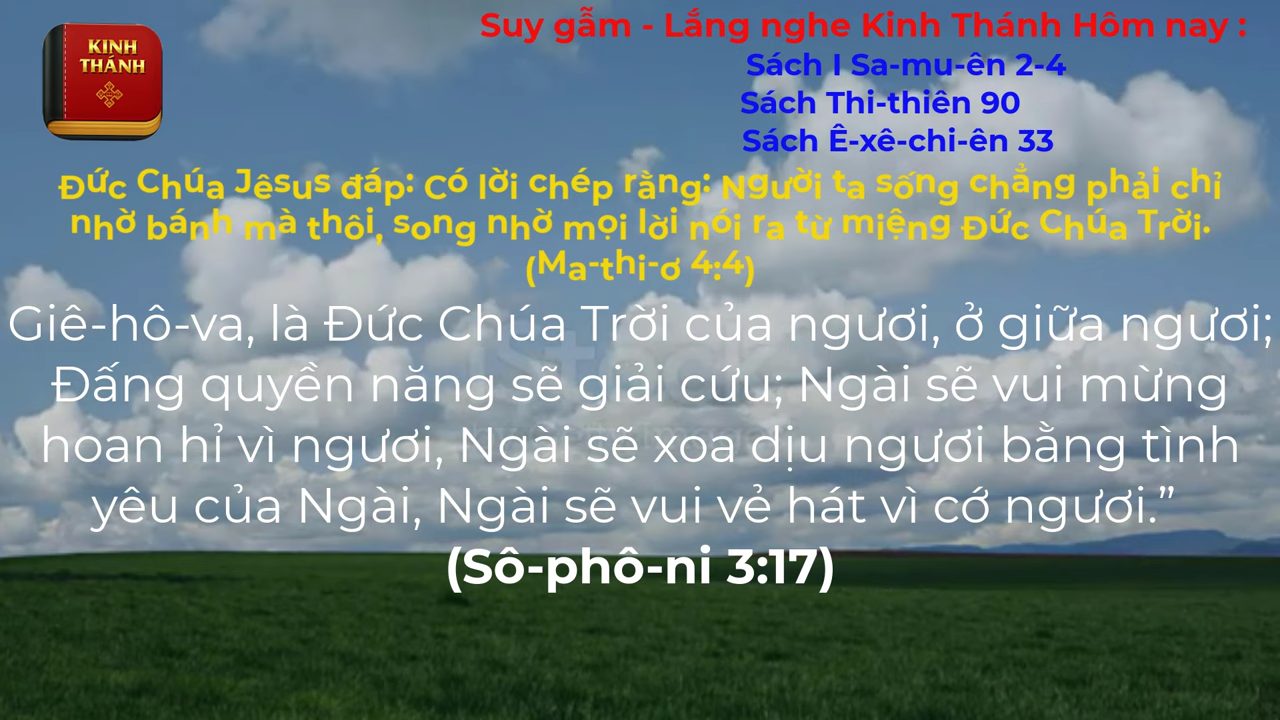 KINH
THÁNH
Suy gẫm - Lắng nghe Kinh Thánh Hôm nay :
Sách I Sa-mu-ên 2-4
Sách Thi-thiên 90
Sách Ê-xê-chi-ên 33
Đức Chúa Jêsus đáp: Có lời chép rằng: Người ta sống chẳng phải chỉ
nhờ bánh mà thôi, song nhờ mọi lời nói ra từ miệng Đức Chúa Trời.
(Ma-thi-ơ 4:4)
Giê-hô-va, là Đức Chúa Trời của ngươi, ở giữa ngươi;
Đấng quyền năng sẽ giải cứu; Ngài sẽ vui mừng
hoan hỉ vì ngươi, Ngài sẽ xoa dịu ngươi bằng tình
yêu của Ngài, Ngài sẽ vui vẻ hát vì cớ ngươi.”
(Sô-phô-ni 3:17)